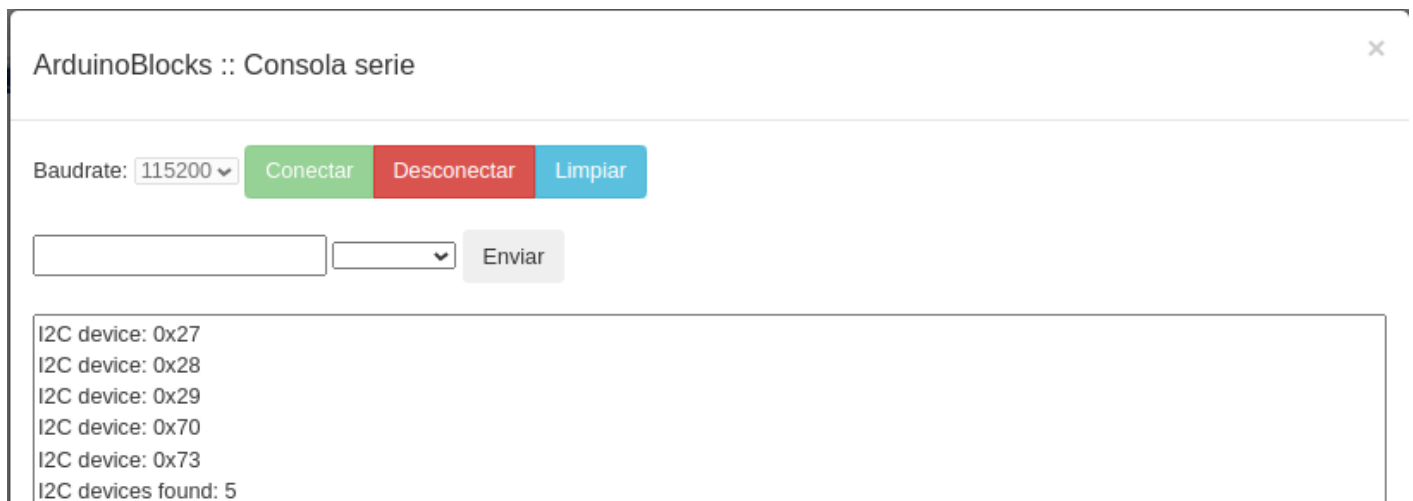 ArduinoBlocks :: Consola serie
×
Baudrate: 115200 Conectar Desconectar Limpiar
Enviar
I2C device: 0x27
I2C device: 0x28
I2C device: 0x29
I2C device: 0x70
I2C device: 0x73
I2C devices found: 5